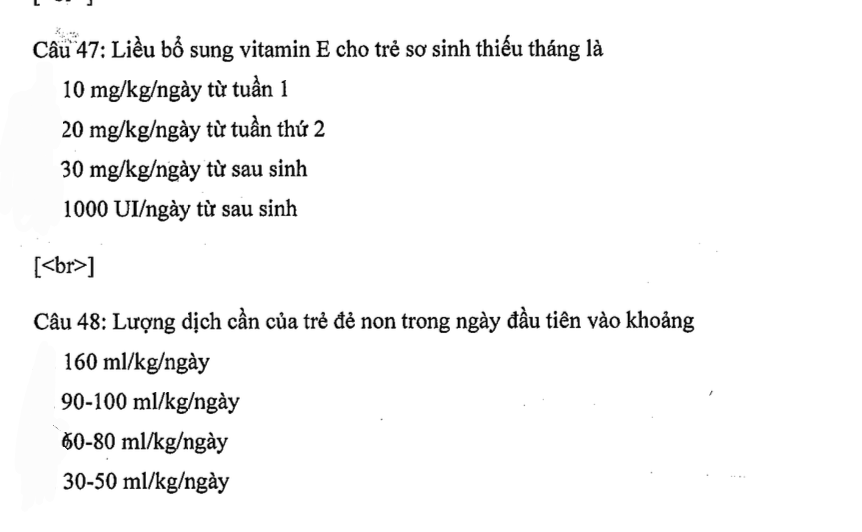 Câu 47: Liều bổ sung vitamin E cho trẻ sơ sinh thiếu tháng là
10 mg/kg/ngày từ tuần 1
20 mg/kg/ngày từ tuần thứ 2
30 mg/kg/ngày từ sau sinh
1000 UI/ngày từ sau sinh
[<br>]
Câu 48: Lượng dịch cần của trẻ đẻ non trong ngày đầu tiên vào khoảng
160 ml/kg/ngày
90-100 ml/kg/ngày
60-80 ml/kg/ngày
30-50 ml/kg/ngày